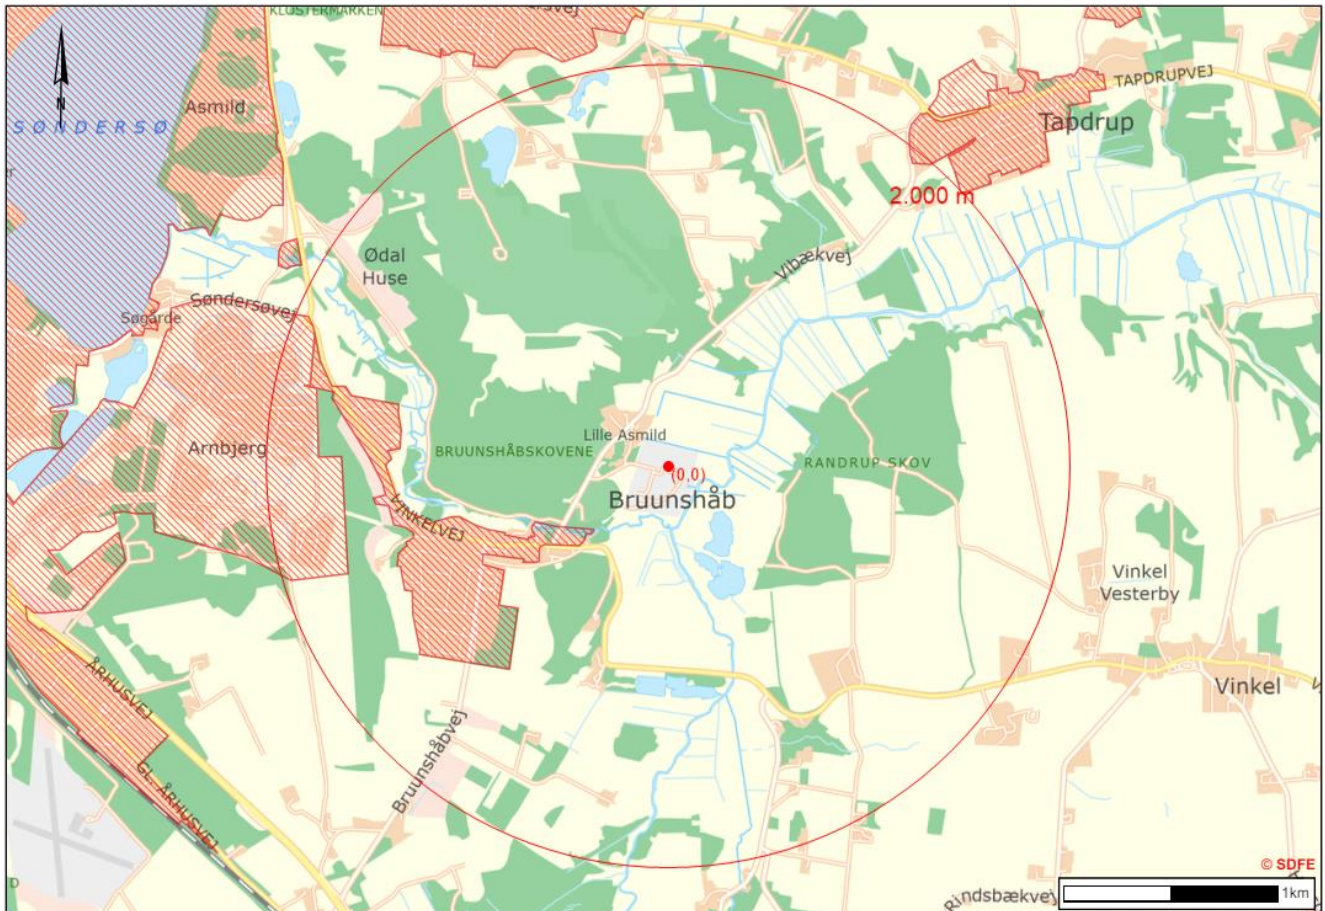 KLOSTERMARKEN
N
Asmild
SØNDERSØ
TAPDRUPVEJ
Tapdrup
2.000 m
Ødal
Huse
Vibækvej
Søndersøvej
Søgårde
Lille Asmild
Arnbjerg
BRUUNSHÅBSKOVENE
RANDRUP SKOV
(0,0)
Bruunshåb
VINKELVEJ
Vinkel
Vesterby
ÅRHUSVEJ
Vinkel
Bruunshåbvej
GL. ÅRHUSVEJ
© SDFE
D
Rindsbækvej
1km